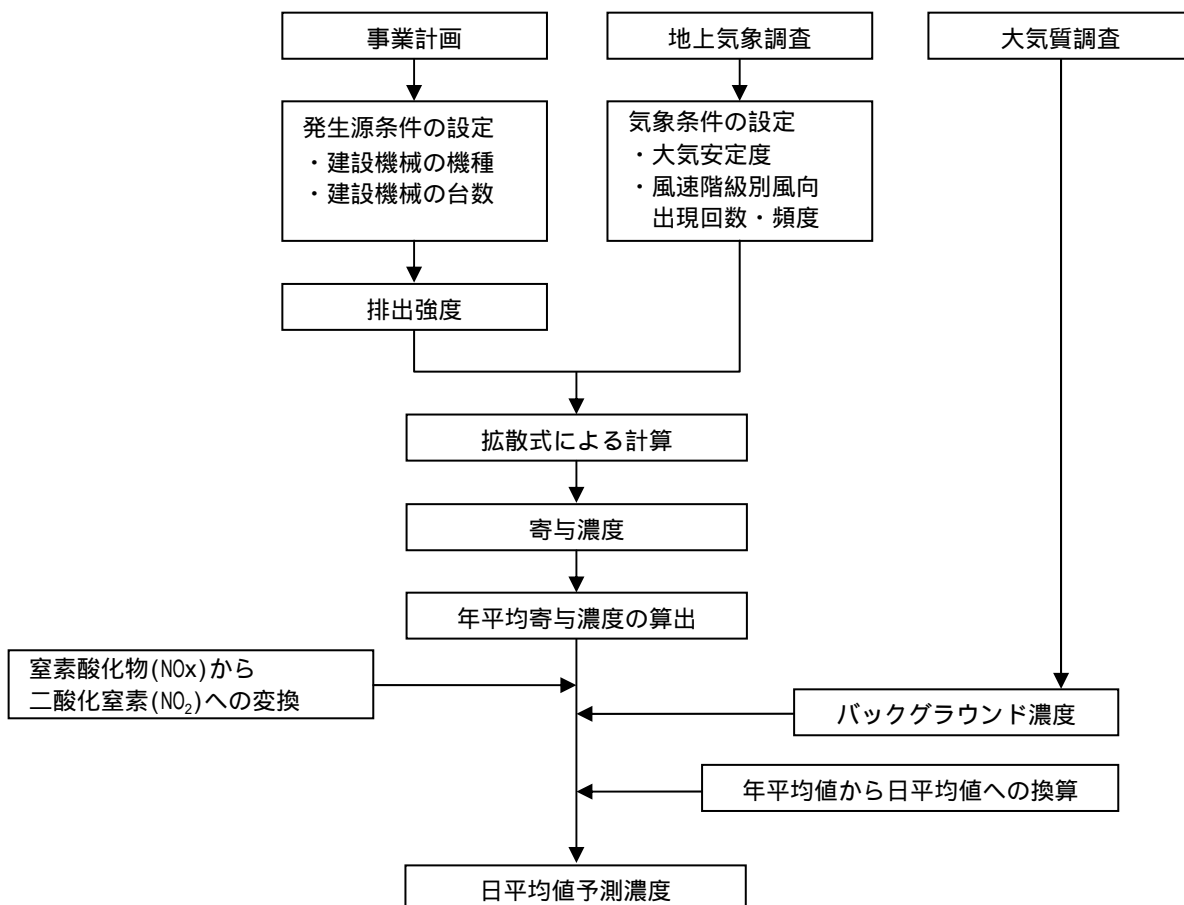 事業計画
地上気象調査
大気質調査
発生源条件の設定
・建設機械の機種
・建設機械の台数
気象条件の設定
・大気安定度
・風速階級別風向
出現回数・頻度
排出強度
拡散式による計算
寄与濃度
年平均寄与濃度の算出
窒素酸化物(NOx)から
二酸化窒素(NO₂)への変換
バックグラウンド濃度
年平均値から日平均値への換算
日平均値予測濃度